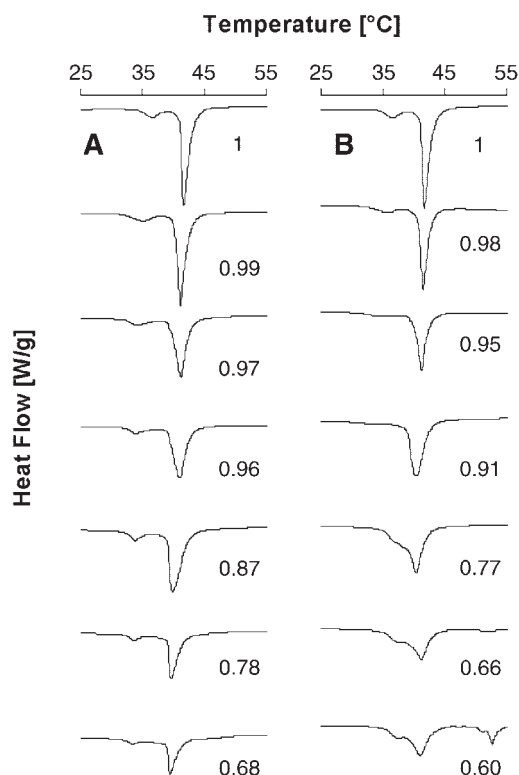 Temperature [°C]
25 35 45 55 25 35 45 55
A 1 B 1
0.99 0.98
0.97 0.95
0.96 0.91
0.87 0.77
0.78 0.66
0.68 0.60
Heat Flow [W/g]